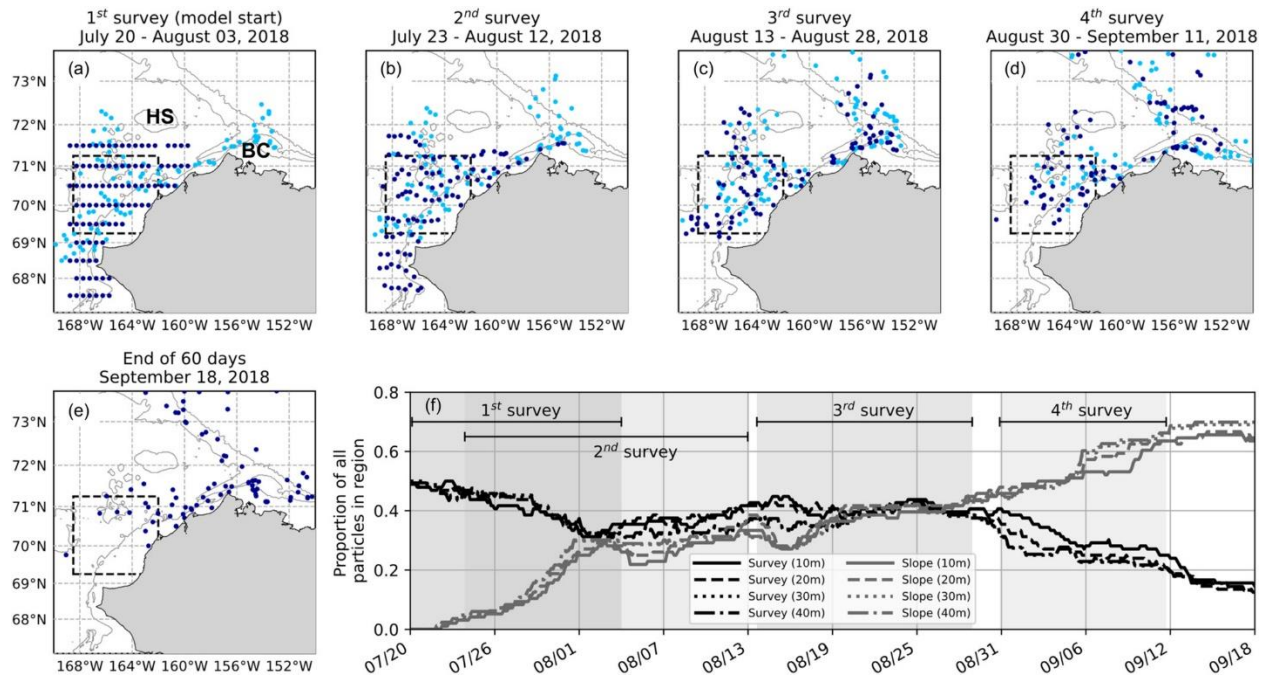 1st survey (model start)
July 20 - August 03, 2018
2nd survey
July 23 - August 12, 2018
3rd survey
August 13 - August 28, 2018
4th survey
August 30 - September 11, 2018
(a)
HS
BC
(b)
(c)
(d)
73°N
72°N
71°N
70°N
69°N
68°N
168°W 164°W 160°W 156°W 152°W
168°W 164°W 160°W 156°W 152°W
168°W 164°W 160°W 156°W 152°W
168°W 164°W 160°W 156°W 152°W
End of 60 days
September 18, 2018
(e)
73°N
72°N
71°N
70°N
69°N
68°N
168°W 164°W 160°W 156°W 152°W
(f)
Proportion of all
particles in region
0.8
0.6
0.4
0.2
0.0
1st survey
2nd survey
3rd survey
4th survey
Survey (10m)
Survey (20m)
Survey (30m)
Survey (40m)
Slope (10m)
Slope (20m)
Slope (30m)
Slope (40m)
07/20 07/26 08/01 08/07 08/13 08/19 08/25 08/31 09/06 09/12 09/18